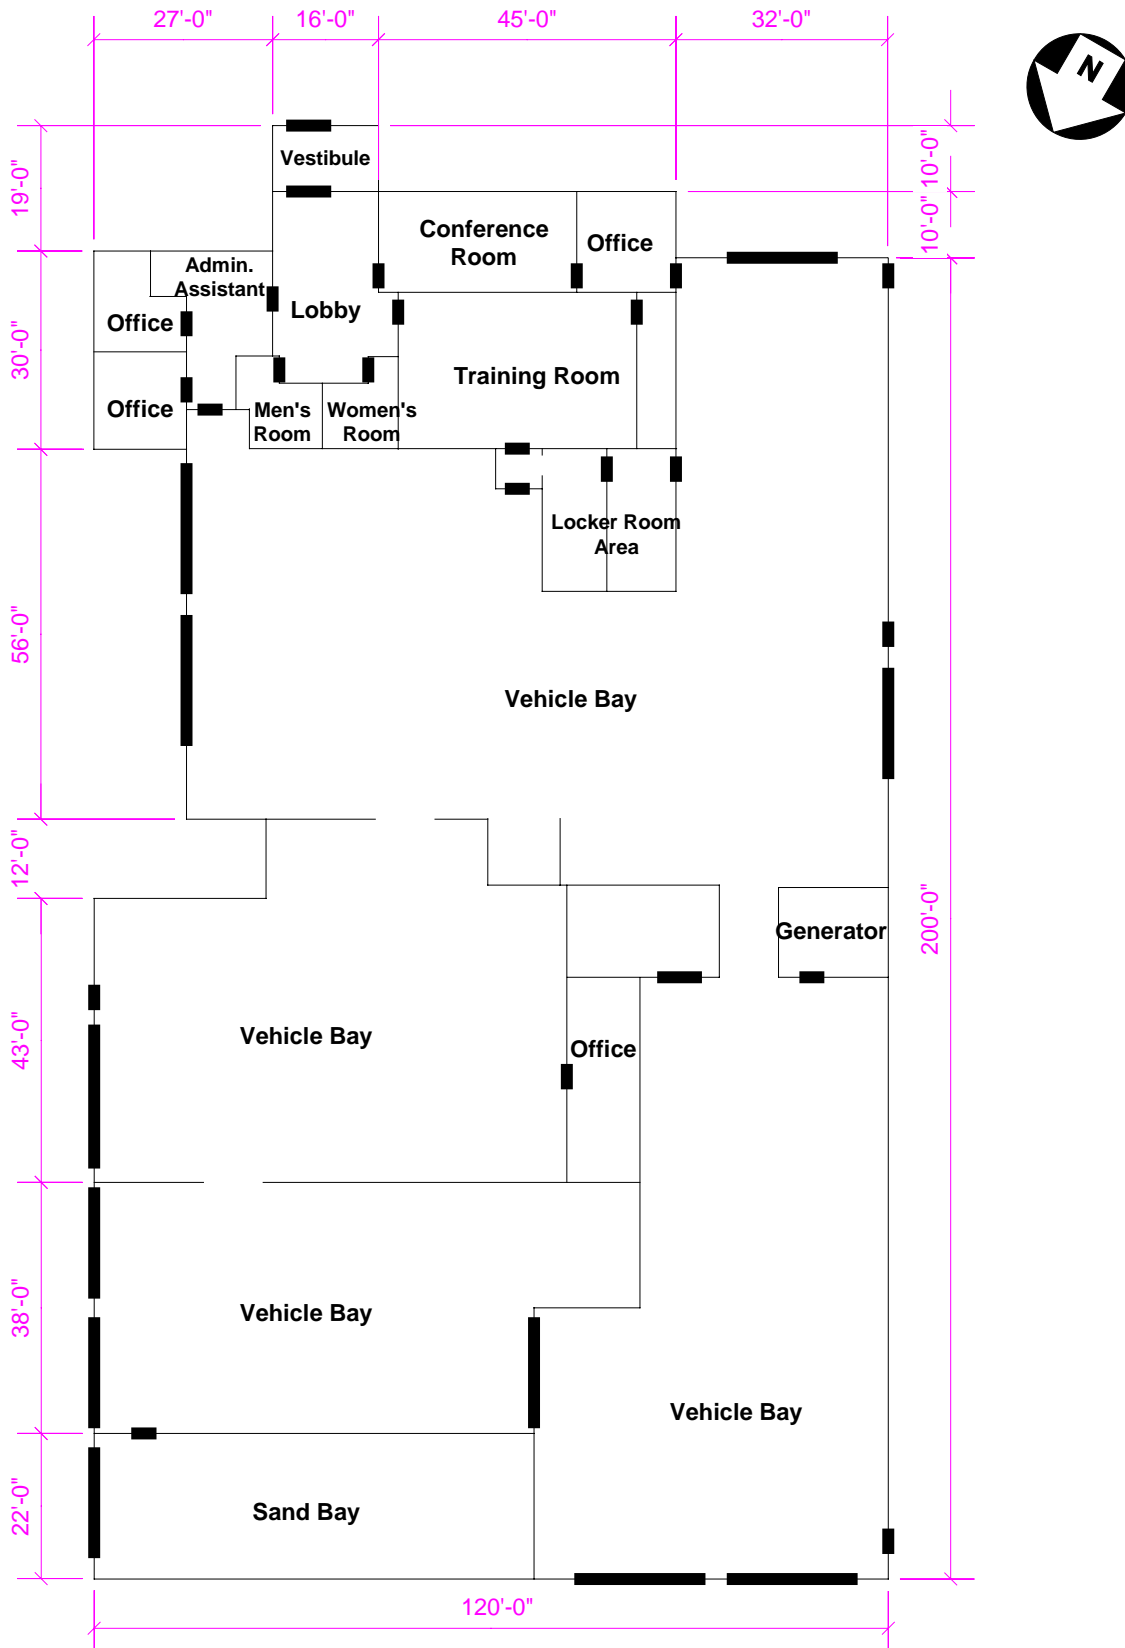 27'-0"
16'-0"
45'-0"
32'-0"
N
19'-0"
10'-0"
10'-0"
Vestibule
Conference
Room
Office
Admin.
Assistant
Lobby
Office
30'-0"
Training Room
Office
Men's
Room
Women's
Room
Locker Room
Area
56'-0"
Vehicle Bay
12'-0"
Generator
200'-0"
43'-0"
Vehicle Bay
Office
38'-0"
Vehicle Bay
Vehicle Bay
22'-0"
Sand Bay
120'-0"